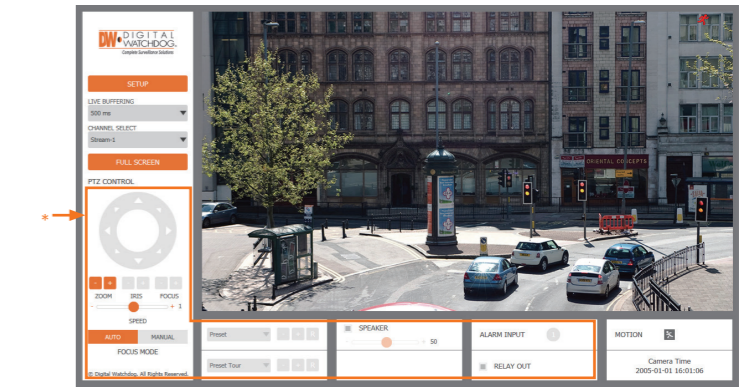 *
DW DIGITAL
WATCHDOG
Complete Surveillance Solutions
SETUP
LIVE BUFFERING
500 ms
CHANNEL SELECT
Stream-1
FULL SCREEN
PTZ CONTROL
- +
ZOOM IRIS FOCUS
- + 1
SPEED
AUTO MANUAL
FOCUS MODE
© Digital Watchdog. All Rights Reserved.
ORIENTAL CONCEPTS
Preset
Preset Tour
SPEAKER
- + 50
ALARM INPUT 1
RELAY OUT
MOTION
Camera Time
2005-01-01 16:01:06